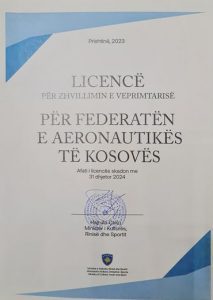 Prishtinë, 2023
LICENCË
PËR ZHVILLIMIN E VEPRIMTARISË
PËR FEDERATËN
E AERONAUTIKËS
TË KOSOVËS
Afati i licencës skadon me
31 dhjetor 2024
Hajrulla Çeku
Ministër i Kulturës,
Rinisë dhe Sportit